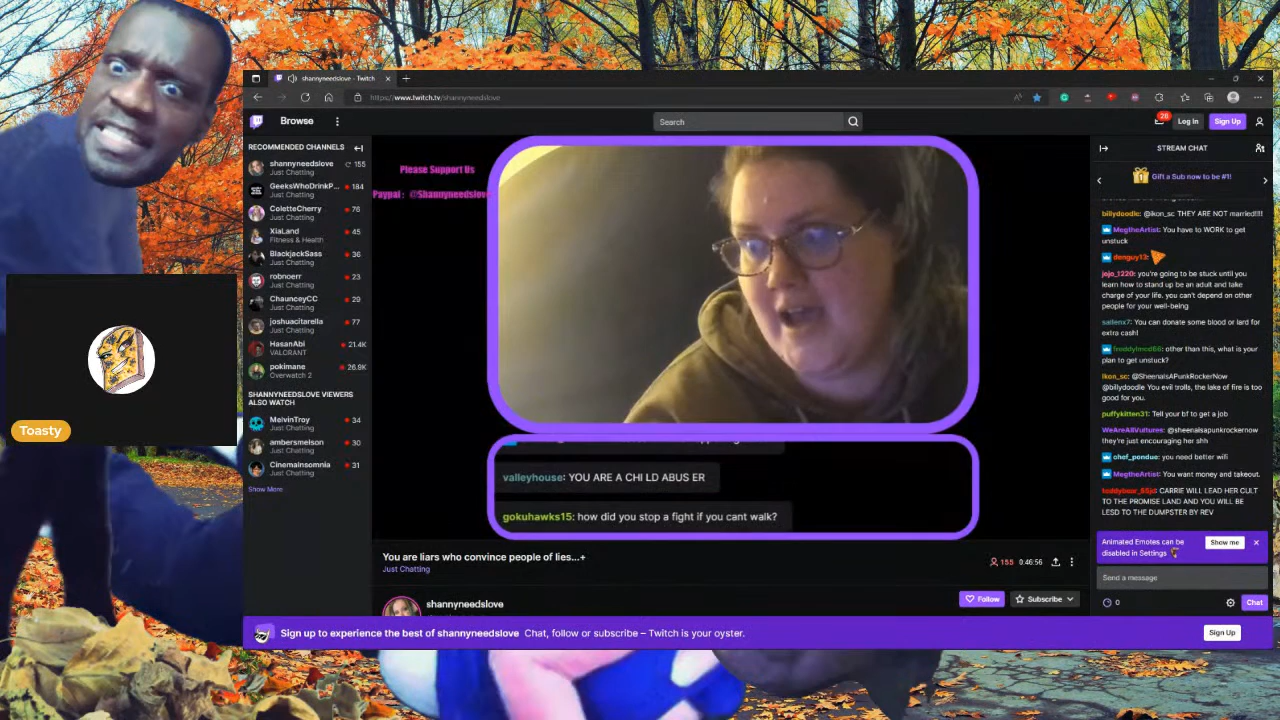 shannyneedslove - Twitch
https://www.twitch.tv/shannyneedslove
Browse
Search
28
Log In
Sign Up
RECOMMENDED CHANNELS
shannyneedslove
155
Just Chatting
GeeksWhoDrinkP...
184
Just Chatting
ColetteCherry
76
Just Chatting
XiaLand
45
Fitness & Health
BlackjackSass
36
Just Chatting
robnoerr
23
Just Chatting
ChaunceyCC
29
Just Chatting
joshuacitarella
77
Just Chatting
HasanAbi
21.4K
VALORANT
pokimane
26.9K
Overwatch 2
SHANNYNEEDSLOVE VIEWERS
ALSO WATCH
MelvinTroy
34
Just Chatting
ambersmelson
30
Just Chatting
CinemaInsomnia
31
Just Chatting
Show More
Toasty
Please Support Us
Paypal: @Shannyneedslove
valleyhouse: YOU ARE A CHI LD ABUS ER
gokuhawks15: how did you stop a fight if you cant walk?
You are liars who convince people of lies...+
Just Chatting
155
0:46:56
shannyneedslove
Follow
Subscribe
STREAM CHAT
Gift a Sub now to be #1!
billydoodle: @ikon_sc THEY ARE NOT married!!!!
MegtheArtist: You have to WORK to get
unstuck
denguy13:
jojo_1220: you're going to be stuck until you
learn how to stand up be an adult and take
charge of your life. you can't depend on other
people for your well-being
sailenx7: You can donate some blood or lard for
extra cash!
other than this, what is your
plan to get unstuck?
ikon_sc: @SheenaIsAPunkRockerNow
@billydoodle You evil trolls, the lake of fire is too
good for you.
puffykitten31: Tell your bf to get a job
WeAreAllVultures: @sheenaisapunkrockernow
they're just encouraging her shh
chef_pondue: you need better wifi
MegtheArtist: You want money and takeout.
CARRIE WILL LEAD HER CULT
TO THE PROMISE LAND AND YOU WILL BE
LESD TO THE DUMPSTER BY REV
Animated Emotes can be
disabled in Settings
Show me
Send a message
0
Chat
Sign up to experience the best of shannyneedslove Chat, follow or subscribe – Twitch is your oyster.
Sign Up